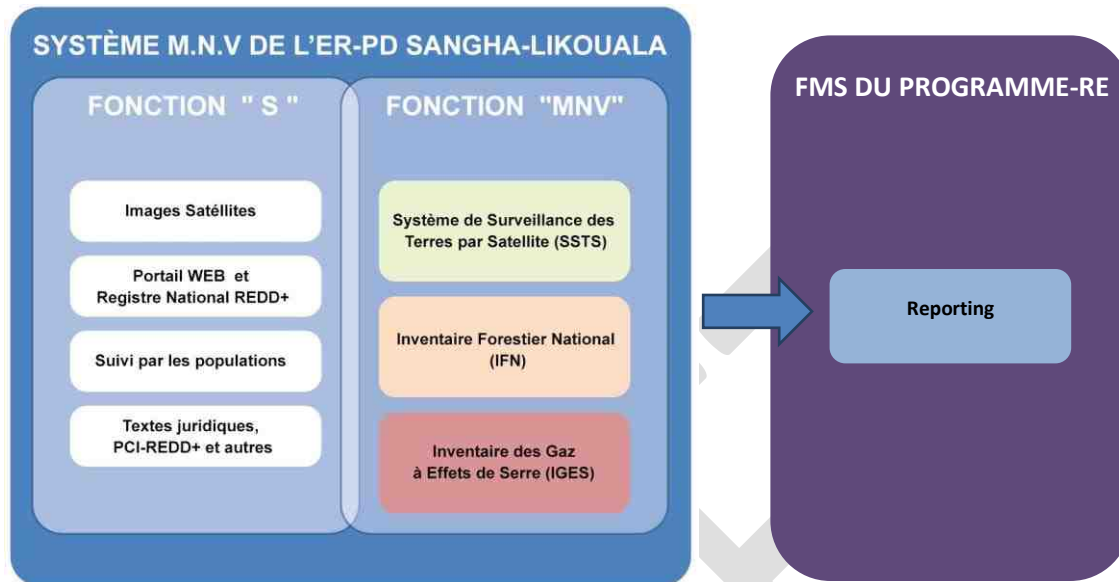 SYSTÈME M.N.V DE L'ER-PD SANGHA-LIKOUALA
FONCTION " S "
Images Satéllites
Portail WEB et
Registre National REDD+
Suivi par les populations
Textes juridiques,
PCI-REDD+ et autres
FONCTION "MNV"
Système de Surveillance des
Terres par Satellite (SSTS)
Inventaire Forestier National
(IFN)
Inventaire des Gaz
à Effets de Serre (IGES)
FMS DU PROGRAMME-RE
Reporting